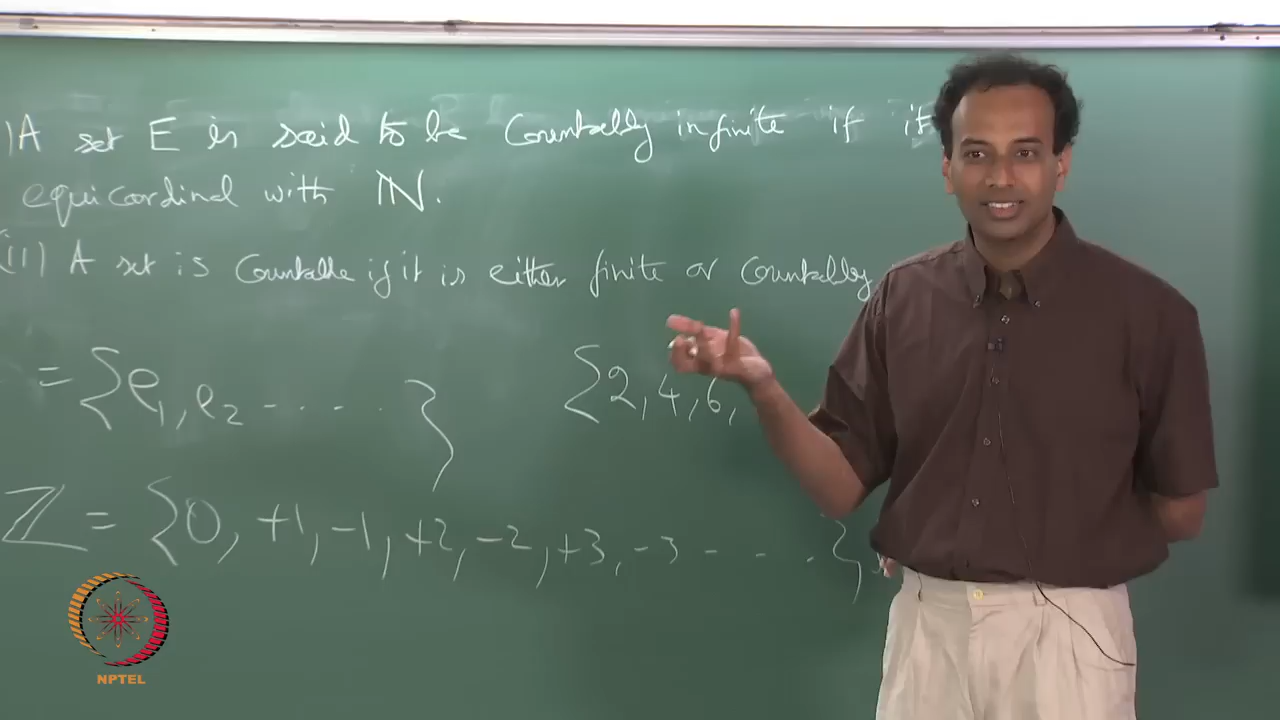 )A set E is said to be Countably infinite if it
equicardinal with ℕ.
(ii) A set is Countable if it is either finite or Countably
= {e₁, e₂ - - . . . . }
{2, 4, 6,
ℤ = {0, +1, -1, +2, -2, +3, -3 - - - . }
NPTEL